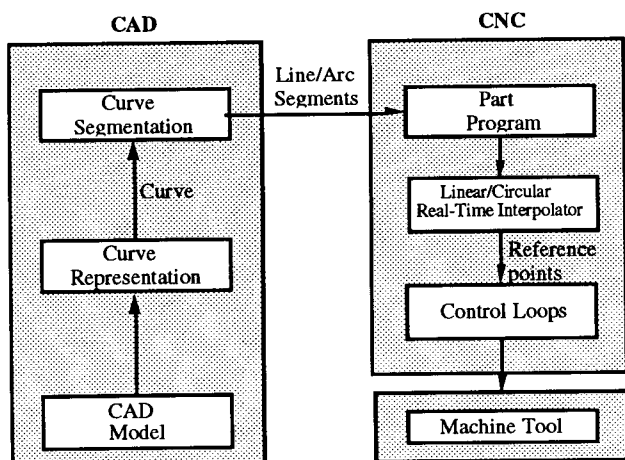 CAD
CNC
Line/Arc
Segments
Curve
Segmentation
Part
Program
Curve
Linear/Circular
Real-Time Interpolator
Curve
Representation
Reference
points
Control Loops
CAD
Model
Machine Tool